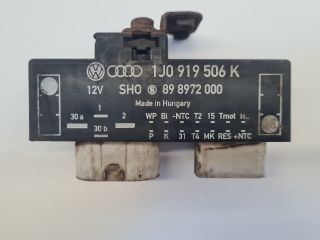 1J0 919 506 K
12V SHO S 89 8972 000
Made in Hungary
30 a 1 2 WP Bi -NTC T2 15 Tmot
30 b P K 31 T4 MK RES +NTC